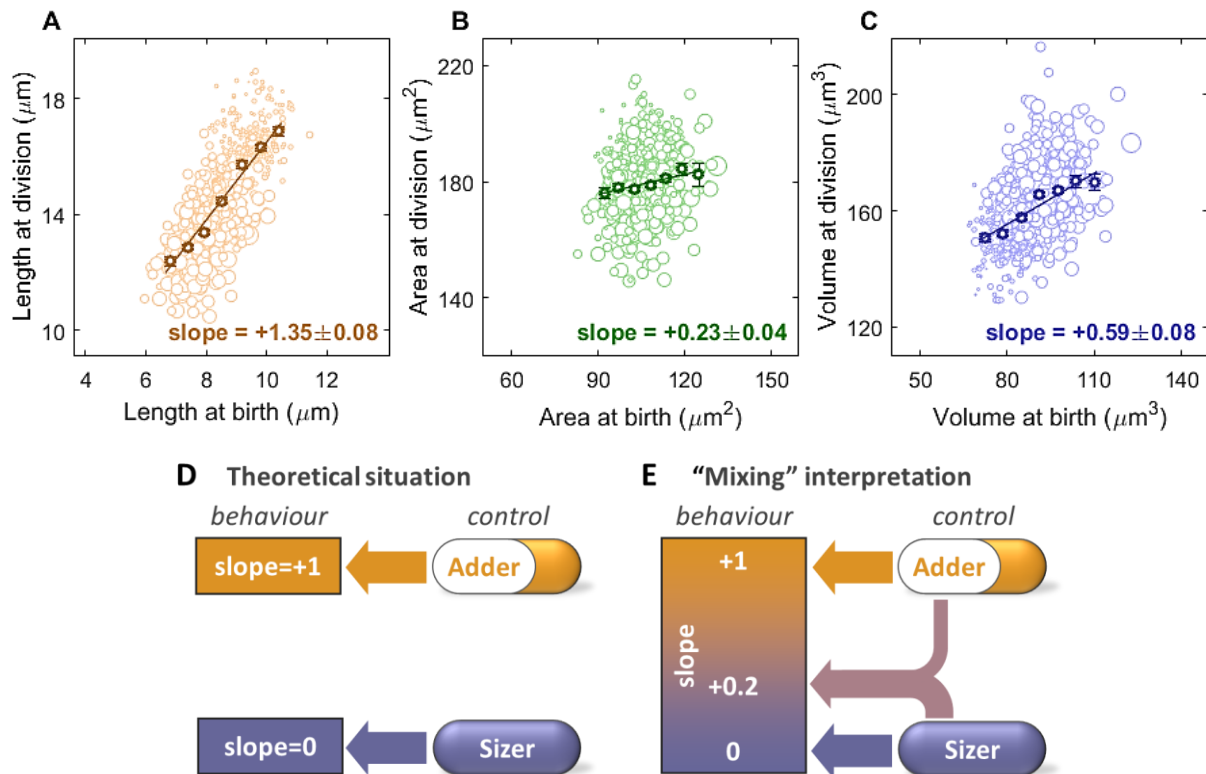 A
Length at division (μm)
18
14
10
4 6 8 10 12
Length at birth (μm)
slope = +1.35±0.08
B
Area at division (μm²)
220
180
140
60 90 120 150
Area at birth (μm²)
slope = +0.23±0.04
C
Volume at division (μm³)
200
160
120
50 80 110 140
Volume at birth (μm³)
slope = +0.59±0.08
D Theoretical situation
behaviour control
slope=+1 Adder
slope=0 Sizer
E “Mixing” interpretation
behaviour control
+1 Adder
slope
+0.2
0 Sizer